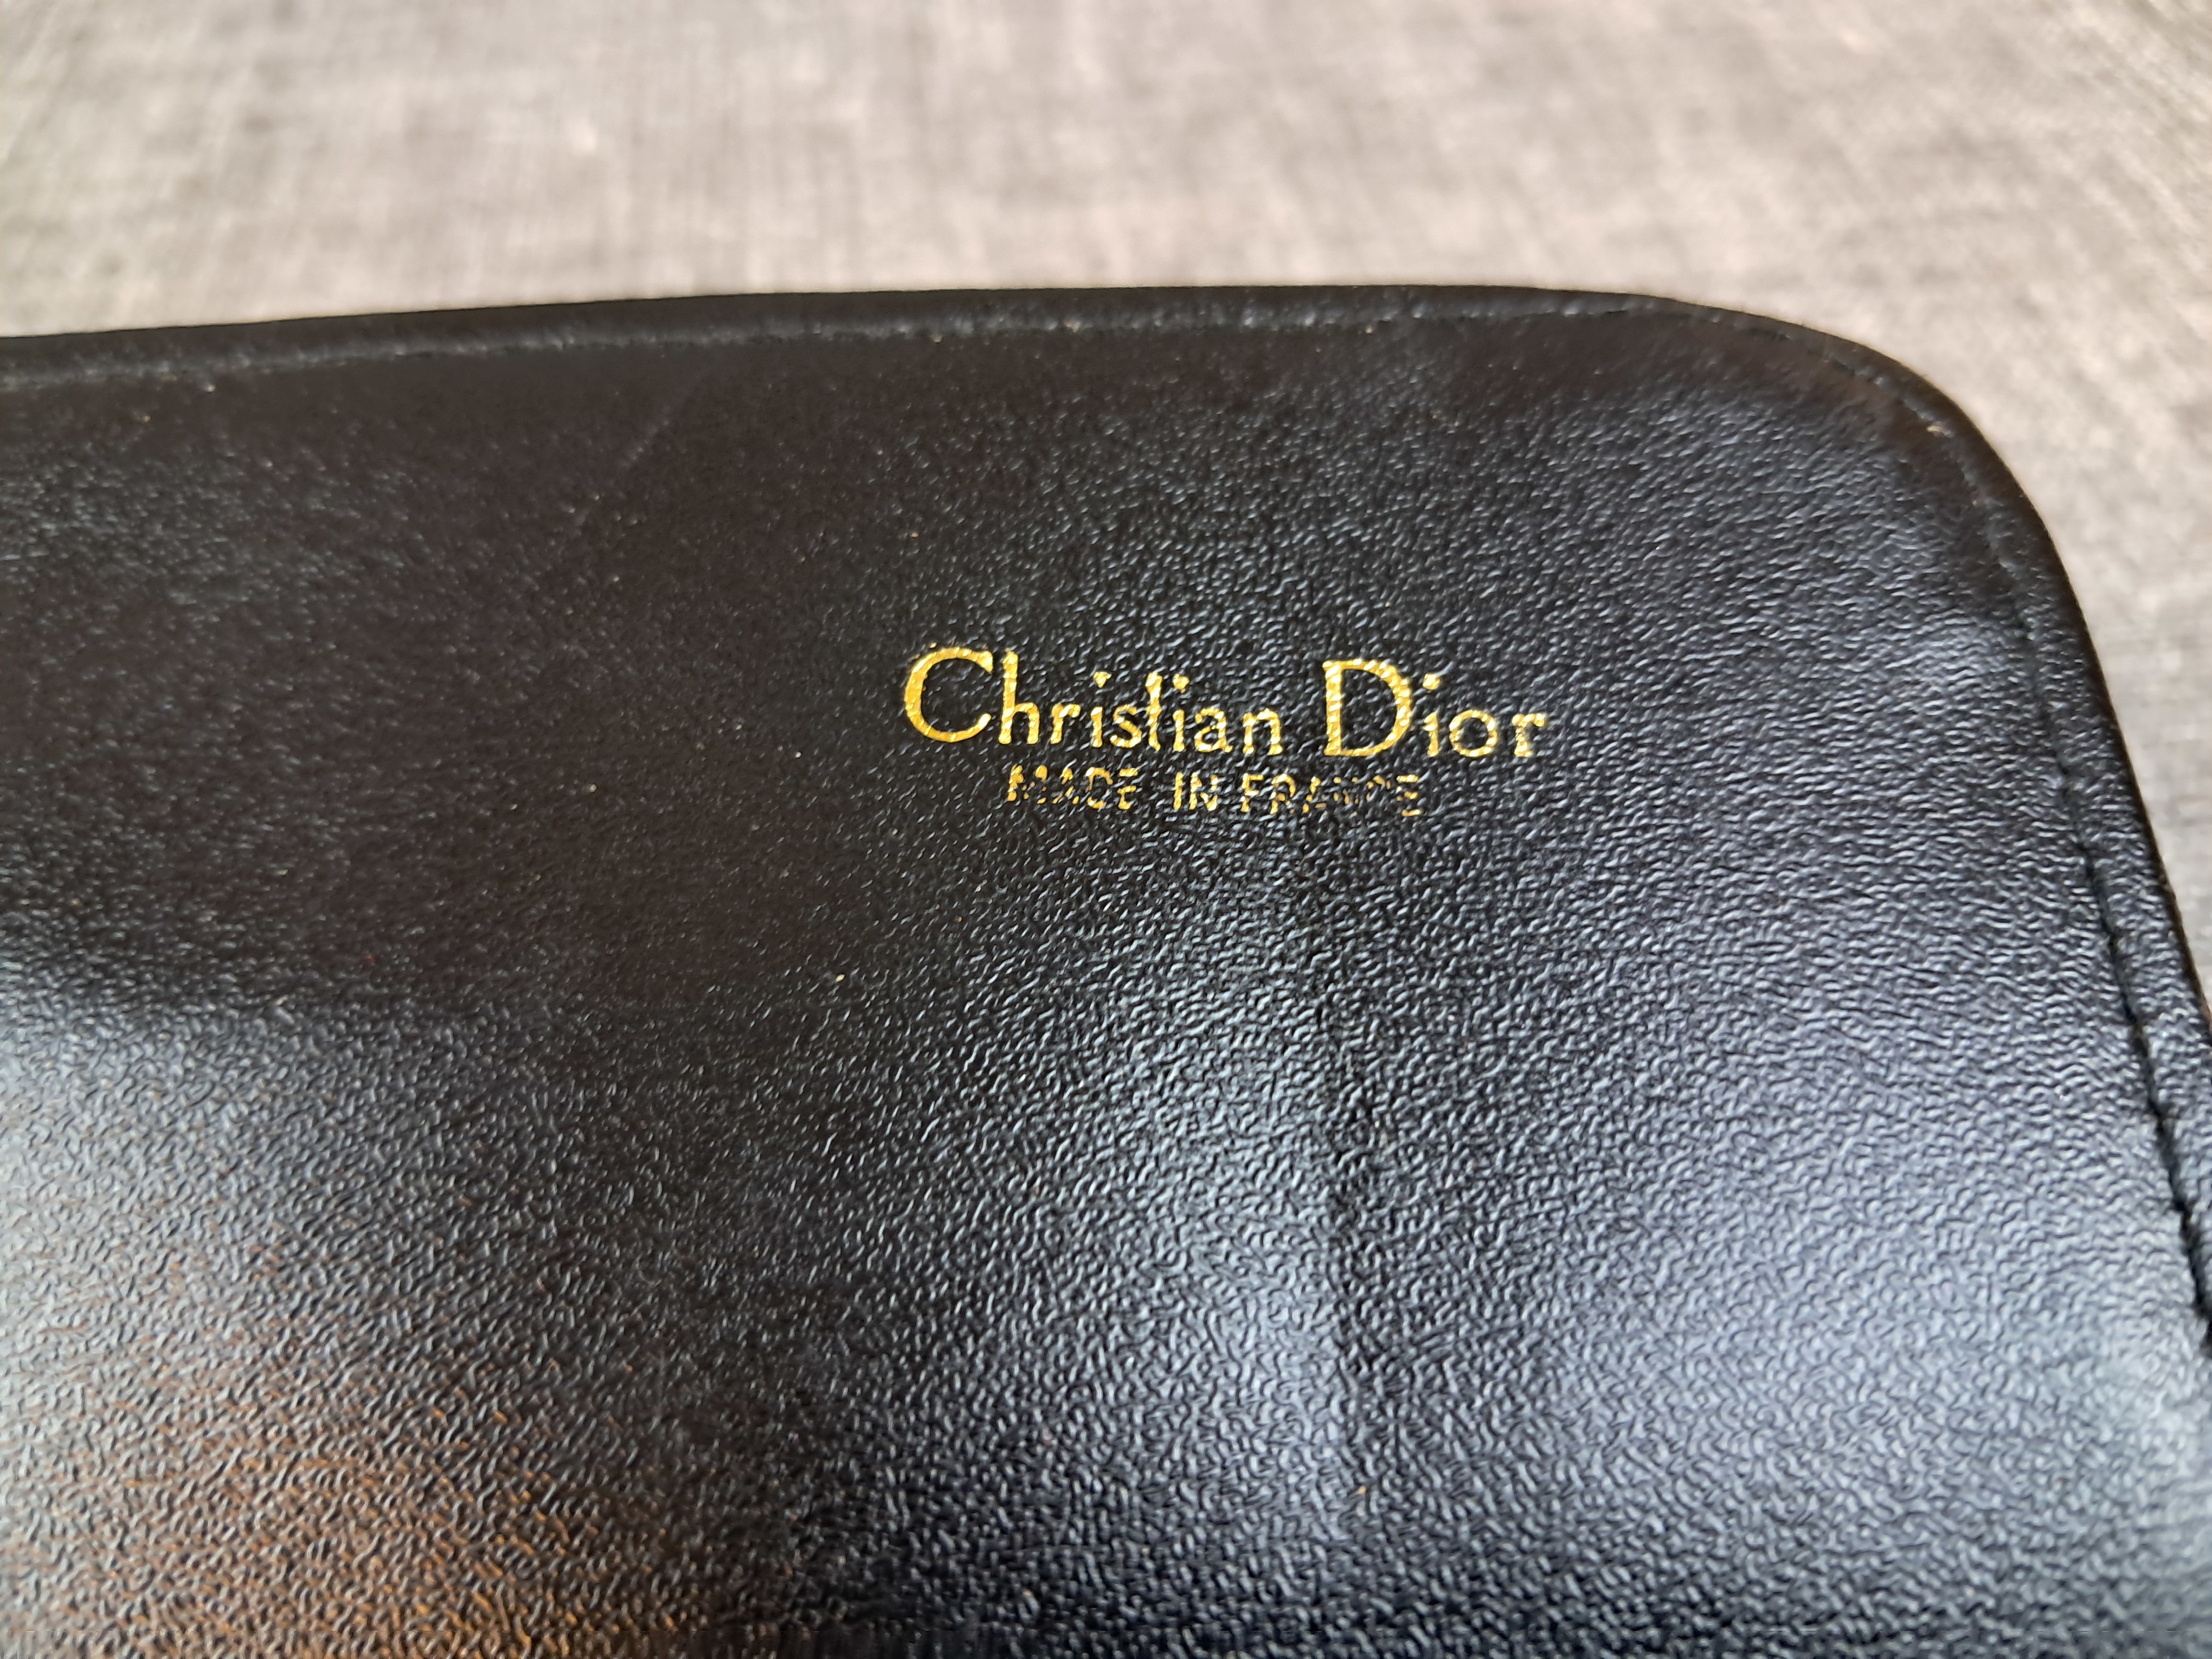 Christian Dior
MADE IN FRANCE